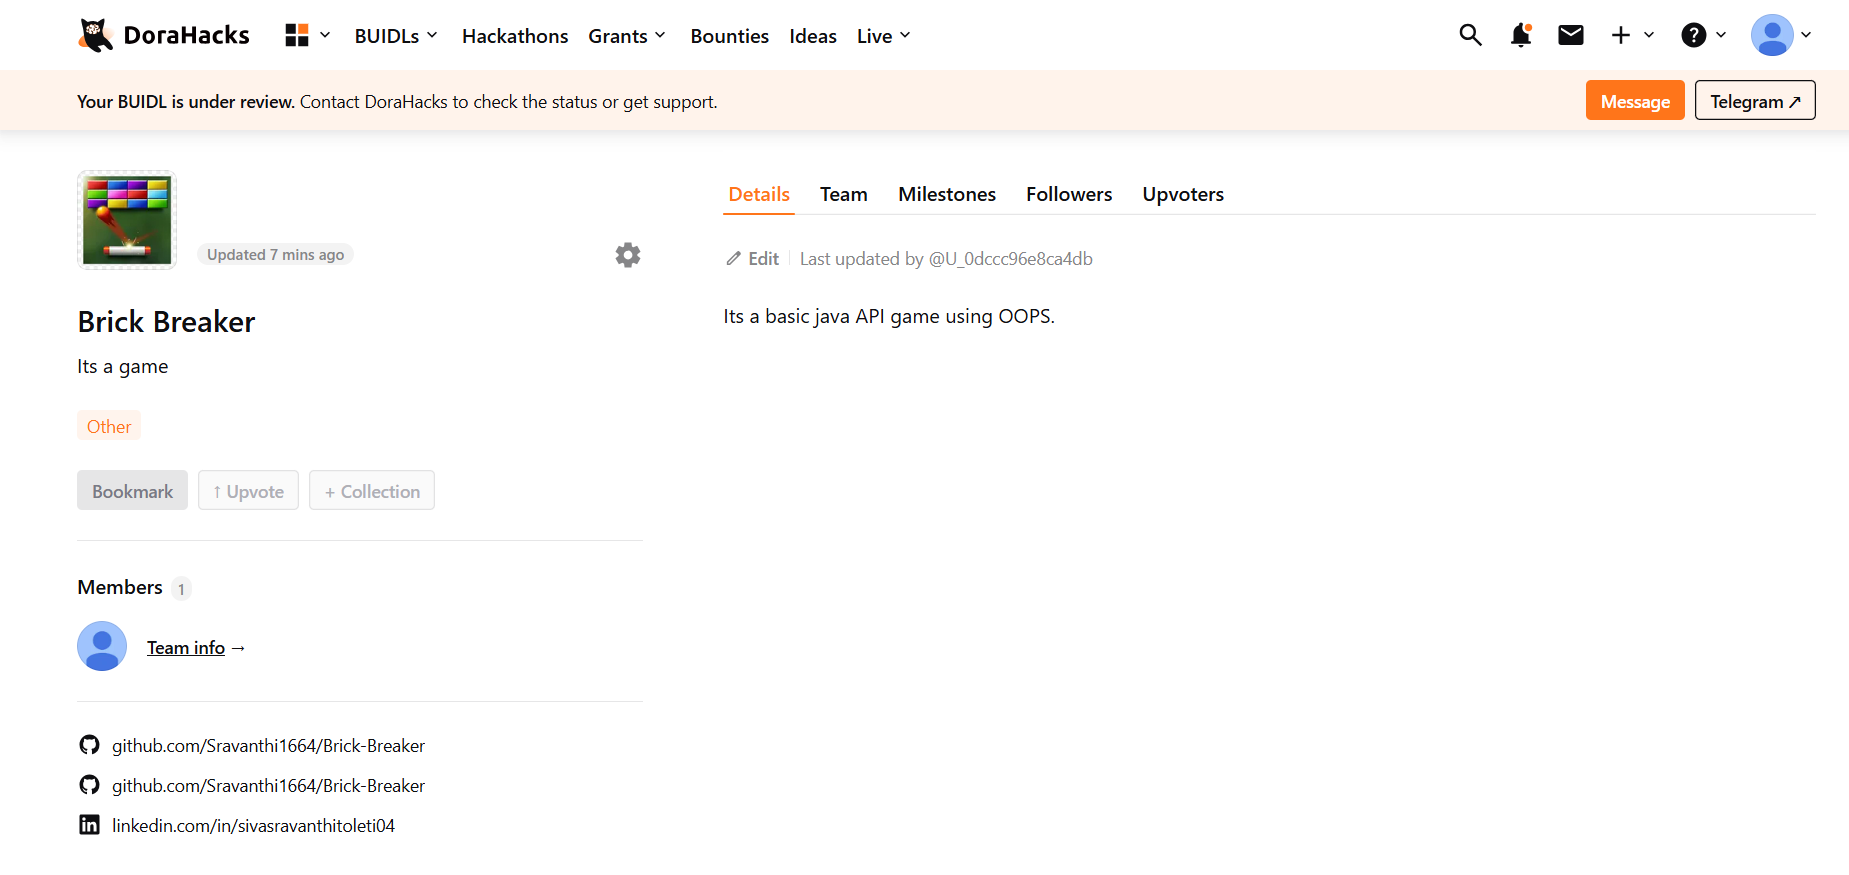 DoraHacks BUIDLs Hackathons Grants Bounties Ideas Live
Your BUIDL is under review. Contact DoraHacks to check the status or get support. Message Telegram ↗
Updated 7 mins ago
Brick Breaker
Its a game
Other
Bookmark ↑ Upvote + Collection
Members 1
Team info →
github.com/Sravanthi1664/Brick-Breaker
github.com/Sravanthi1664/Brick-Breaker
linkedin.com/in/sivasravanthitoleti04
Details Team Milestones Followers Upvoters
Edit Last updated by @U_0dccc96e8ca4db
Its a basic java API game using OOPS.